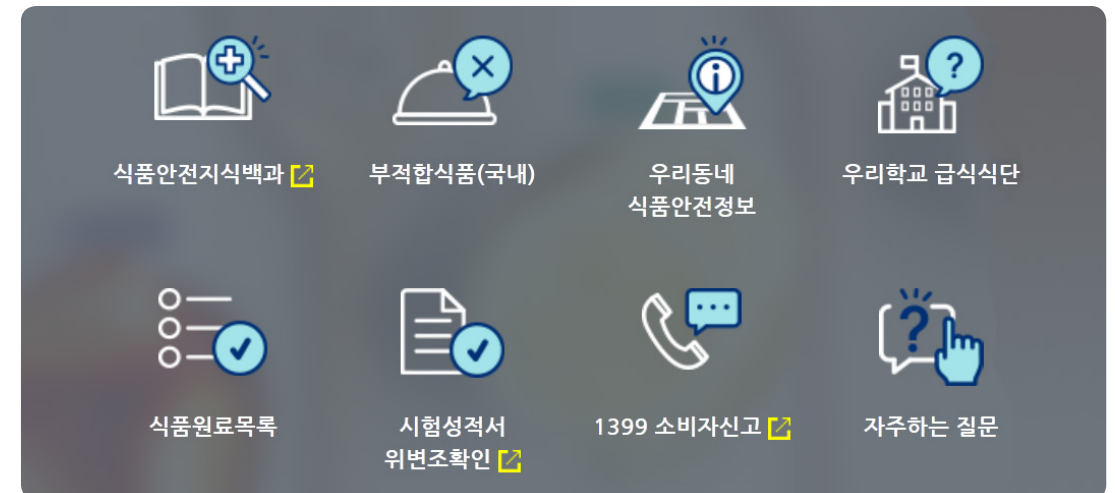 식품안전지식백과
부적합식품(국내)
우리동네
식품안전정보
우리학교 급식식단
식품원료목록
시험성적서
위변조확인
1399 소비자신고
자주하는 질문